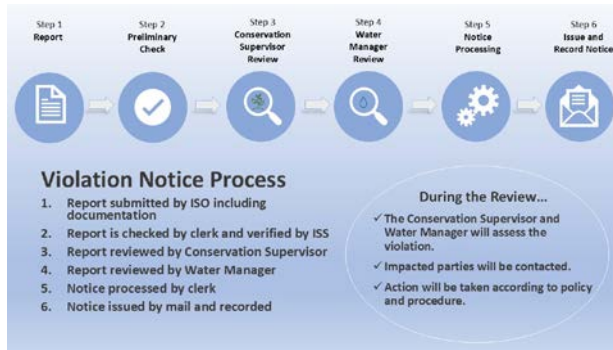 Step 1
Report
Step 2
Preliminary
Check
Step 3
Conservation
Supervisor
Review
Step 4
Water
Manager
Review
Step 5
Notice
Processing
Step 6
Issue and
Record Notice
Violation Notice Process
1. Report submitted by ISO including
documentation
2. Report is checked by clerk and verified by ISS
3. Report reviewed by Conservation Supervisor
4. Report reviewed by Water Manager
5. Notice processed by clerk
6. Notice issued by mail and recorded
During the Review...
✓ The Conservation Supervisor and
Water Manager will assess the
violation.
✓ Impacted parties will be contacted.
✓ Action will be taken according to policy
and procedure.